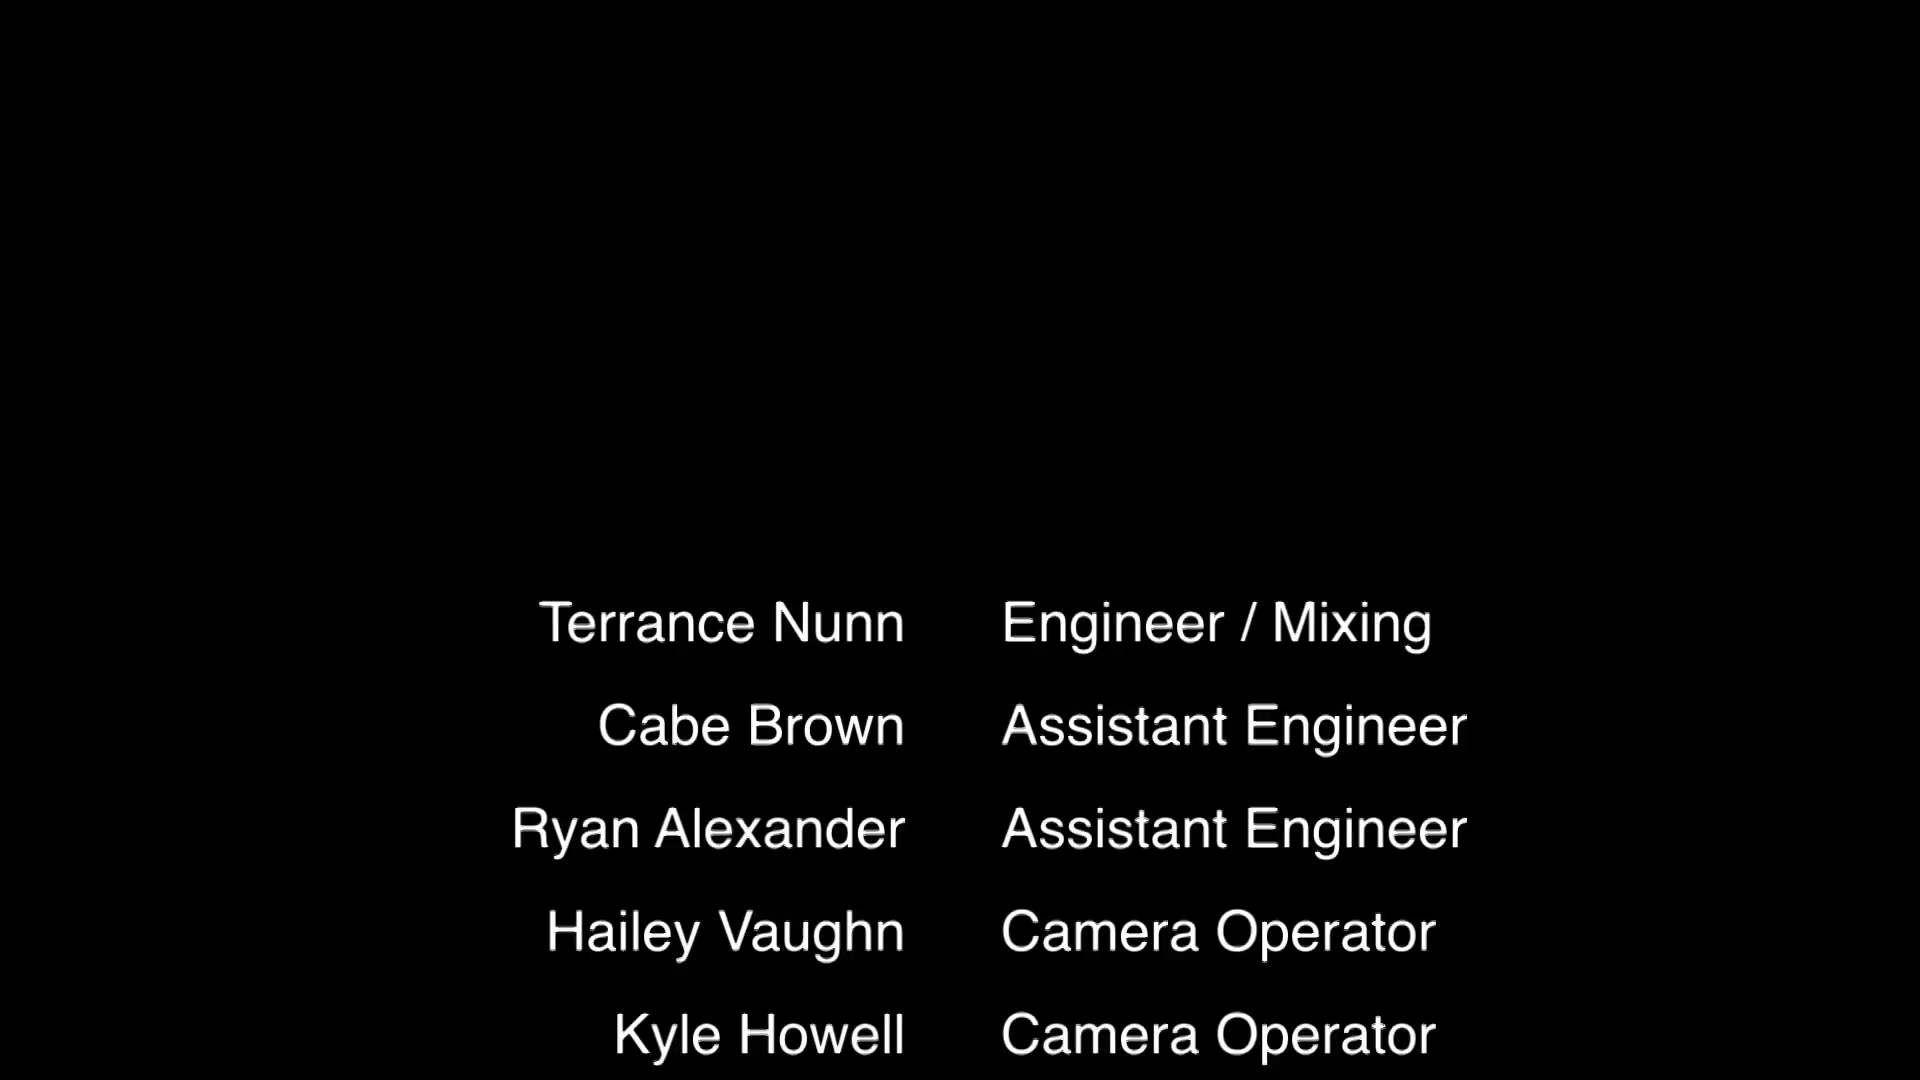 Terrance Nunn Engineer / Mixing
Cabe Brown Assistant Engineer
Ryan Alexander Assistant Engineer
Hailey Vaughn Camera Operator
Kyle Howell Camera Operator